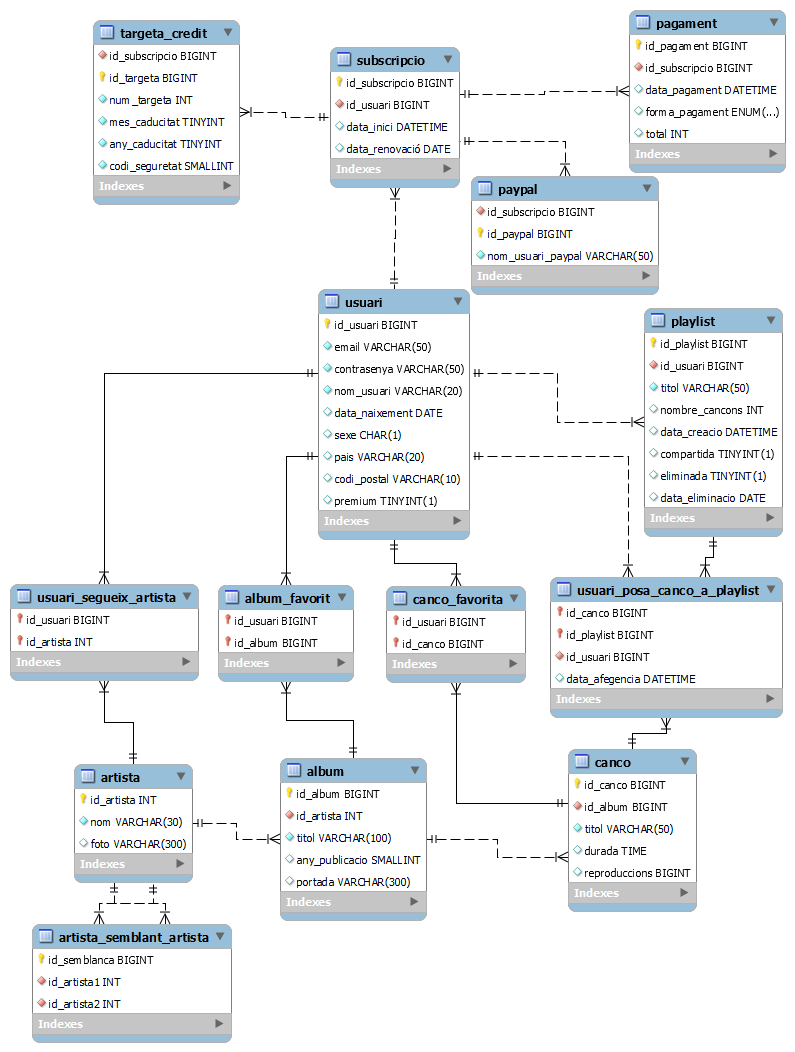 targeta_credit
id_subscripcio BIGINT
id_targeta BIGINT
num_targeta INT
mes_caducitat TINYINT
any_caducitat TINYINT
codi_seguretat SMALLINT
Indexes
subscripcio
id_subscripcio BIGINT
id_usuari BIGINT
data_inici DATETIME
data_renovació DATE
Indexes
pagament
id_pagament BIGINT
id_subscripcio BIGINT
data_pagament DATETIME
forma_pagament ENUM(...)
total INT
Indexes
paypal
id_subscripcio BIGINT
id_paypal BIGINT
nom_usuari_paypal VARCHAR(50)
Indexes
usuari
id_usuari BIGINT
email VARCHAR(50)
contrasenya VARCHAR(50)
nom_usuari VARCHAR(20)
data_naixement DATE
sexe CHAR(1)
pais VARCHAR(20)
codi_postal VARCHAR(10)
premium TINYINT(1)
Indexes
playlist
id_playlist BIGINT
id_usuari BIGINT
titol VARCHAR(50)
nombre_cancons INT
data_creacio DATETIME
compartida TINYINT(1)
eliminada TINYINT(1)
data_eliminacio DATE
Indexes
usuari_segueix_artista
id_usuari BIGINT
id_artista INT
Indexes
album_favorit
id_usuari BIGINT
id_album BIGINT
Indexes
canco_favorita
id_usuari BIGINT
id_canco BIGINT
Indexes
usuari_posa_canco_a_playlist
id_canco BIGINT
id_playlist BIGINT
id_usuari BIGINT
data_afegencia DATETIME
Indexes
artista
id_artista INT
nom VARCHAR(30)
foto VARCHAR(300)
Indexes
album
id_album BIGINT
id_artista INT
titol VARCHAR(100)
any_publicacio SMALLINT
portada VARCHAR(300)
Indexes
canco
id_canco BIGINT
id_album BIGINT
titol VARCHAR(50)
durada TIME
reproduccions BIGINT
Indexes
artista_semblant_artista
id_semblanca BIGINT
id_artista1 INT
id_artista2 INT
Indexes